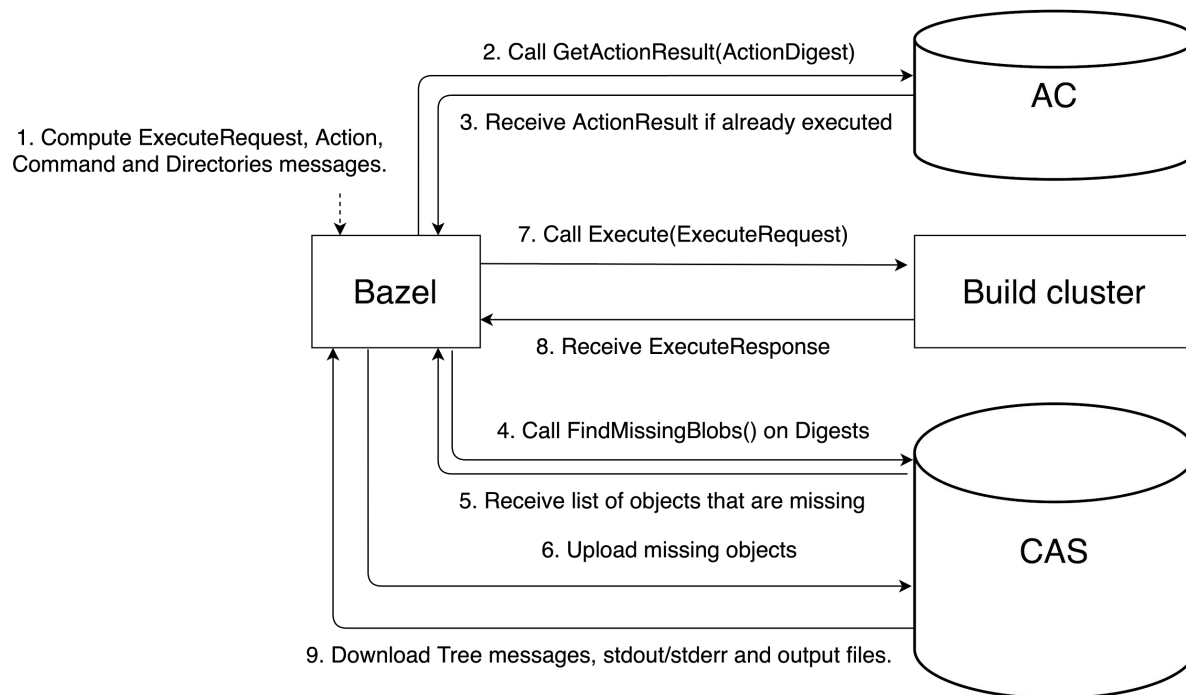 2. Call GetActionResult(ActionDigest)
AC
3. Receive ActionResult if already executed
1. Compute ExecuteRequest, Action,
Command and Directories messages.
7. Call Execute(ExecuteRequest)
Bazel
Build cluster
8. Receive ExecuteResponse
4. Call FindMissingBlobs() on Digests
5. Receive list of objects that are missing
6. Upload missing objects
CAS
9. Download Tree messages, stdout/stderr and output files.